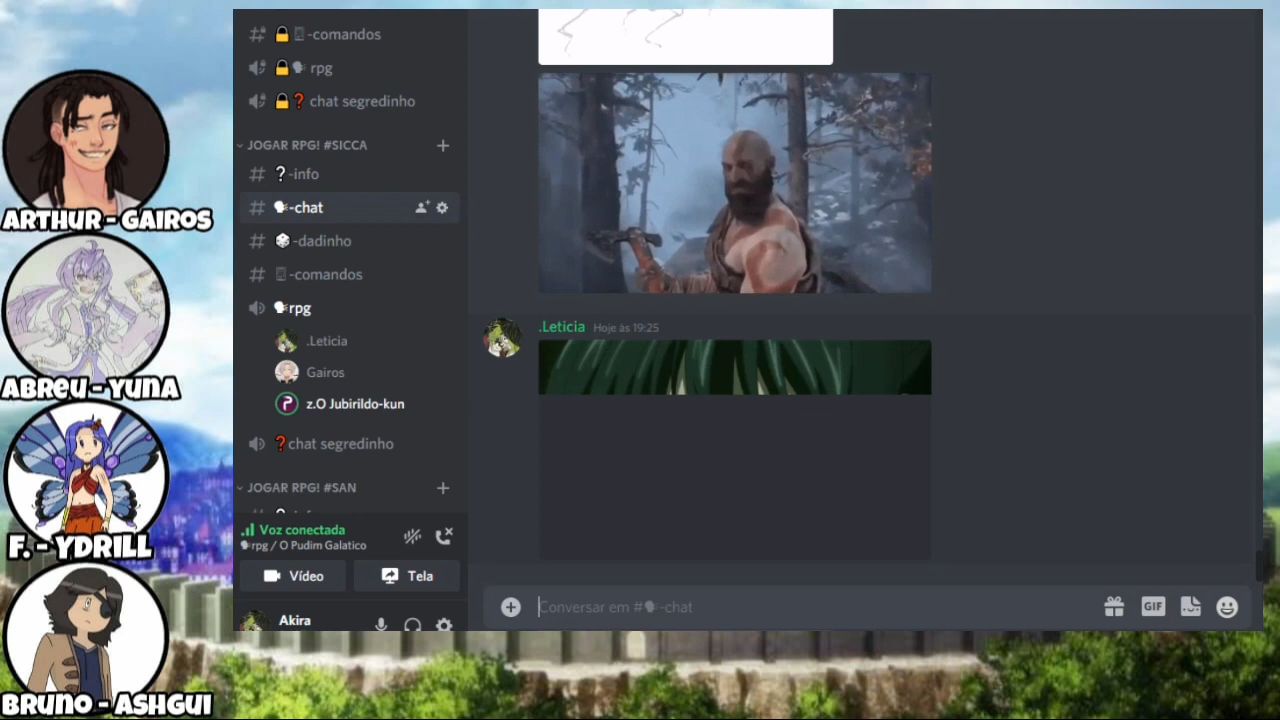 ARTHUR - GAIROS
ABREU - YUNA
F. - YDRILL
BRUNO - ASHGUI
-comandos
rpg
chat segredinho
JOGAR RPG! #SICCA
?-info
-chat
-dadinho
-comandos
rpg
.Leticia
Gairos
z.O Jubirildo-kun
chat segredinho
JOGAR RPG! #SAN
Voz conectada
rpg / O Pudim Galatico
Vídeo
Tela
Akira
.Leticia Hoje às 19:25
Conversar em #-chat
GIF